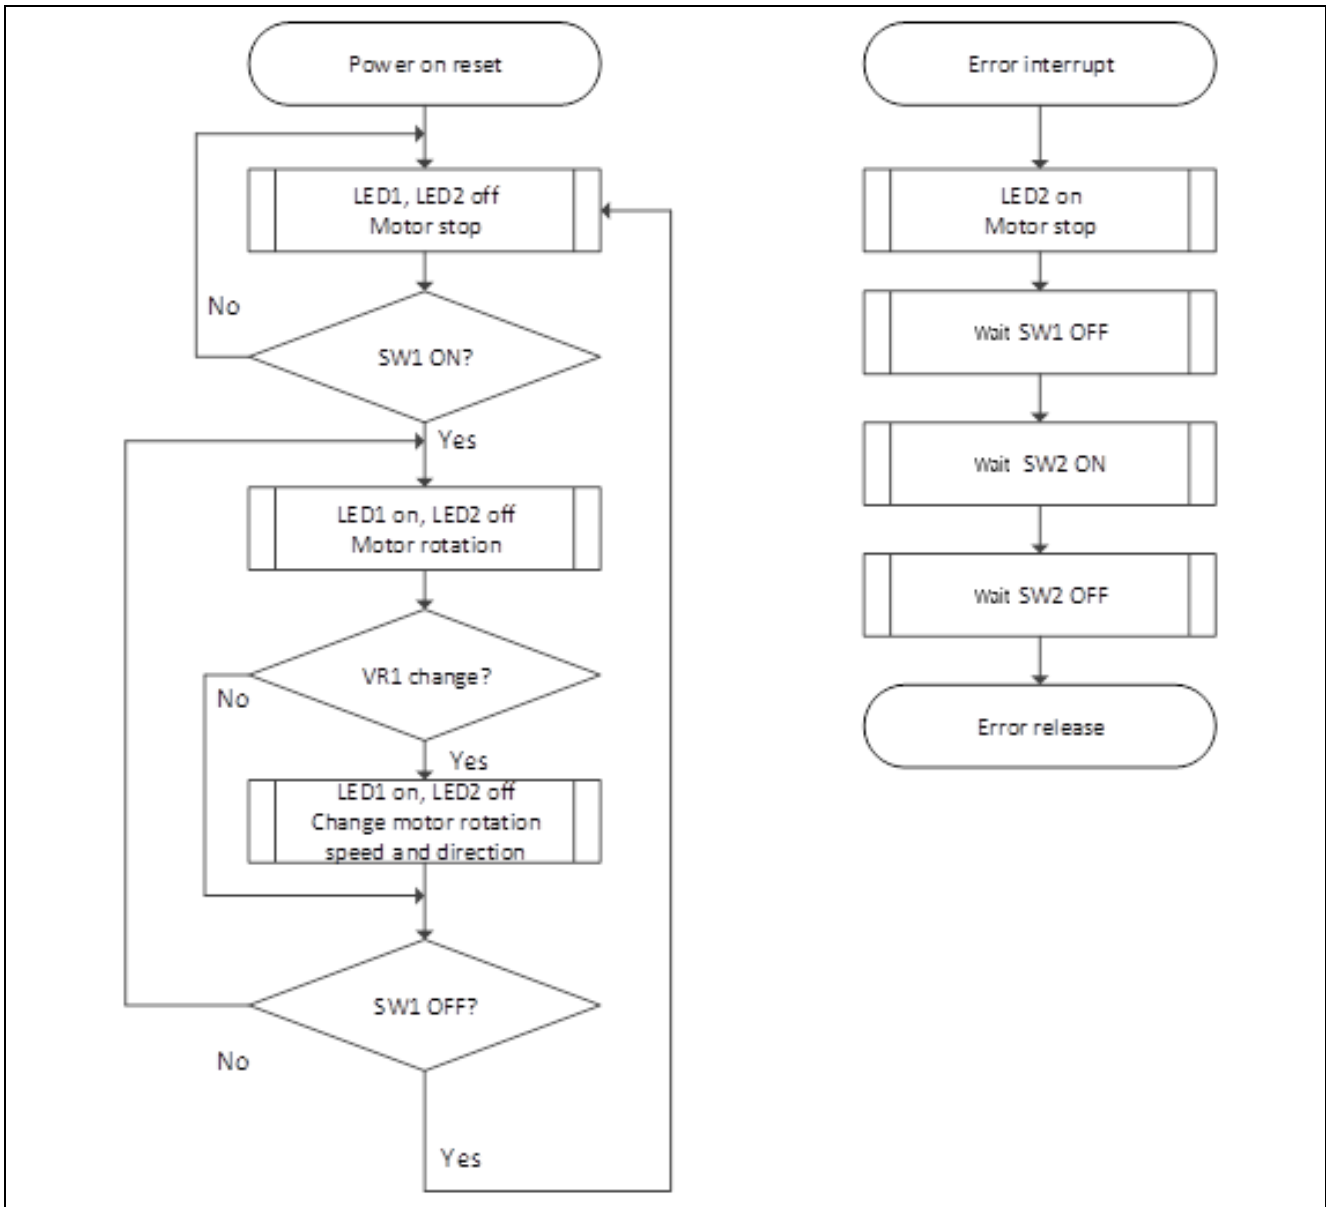 Power on reset
LED1, LED2 off
Motor stop
No
SW1 ON?
Yes
LED1 on, LED2 off
Motor rotation
VR1 change?
No
Yes
LED1 on, LED2 off
Change motor rotation
speed and direction
SW1 OFF?
No
Yes
Error interrupt
LED2 on
Motor stop
Wait SW1 OFF
Wait SW2 ON
Wait SW2 OFF
Error release